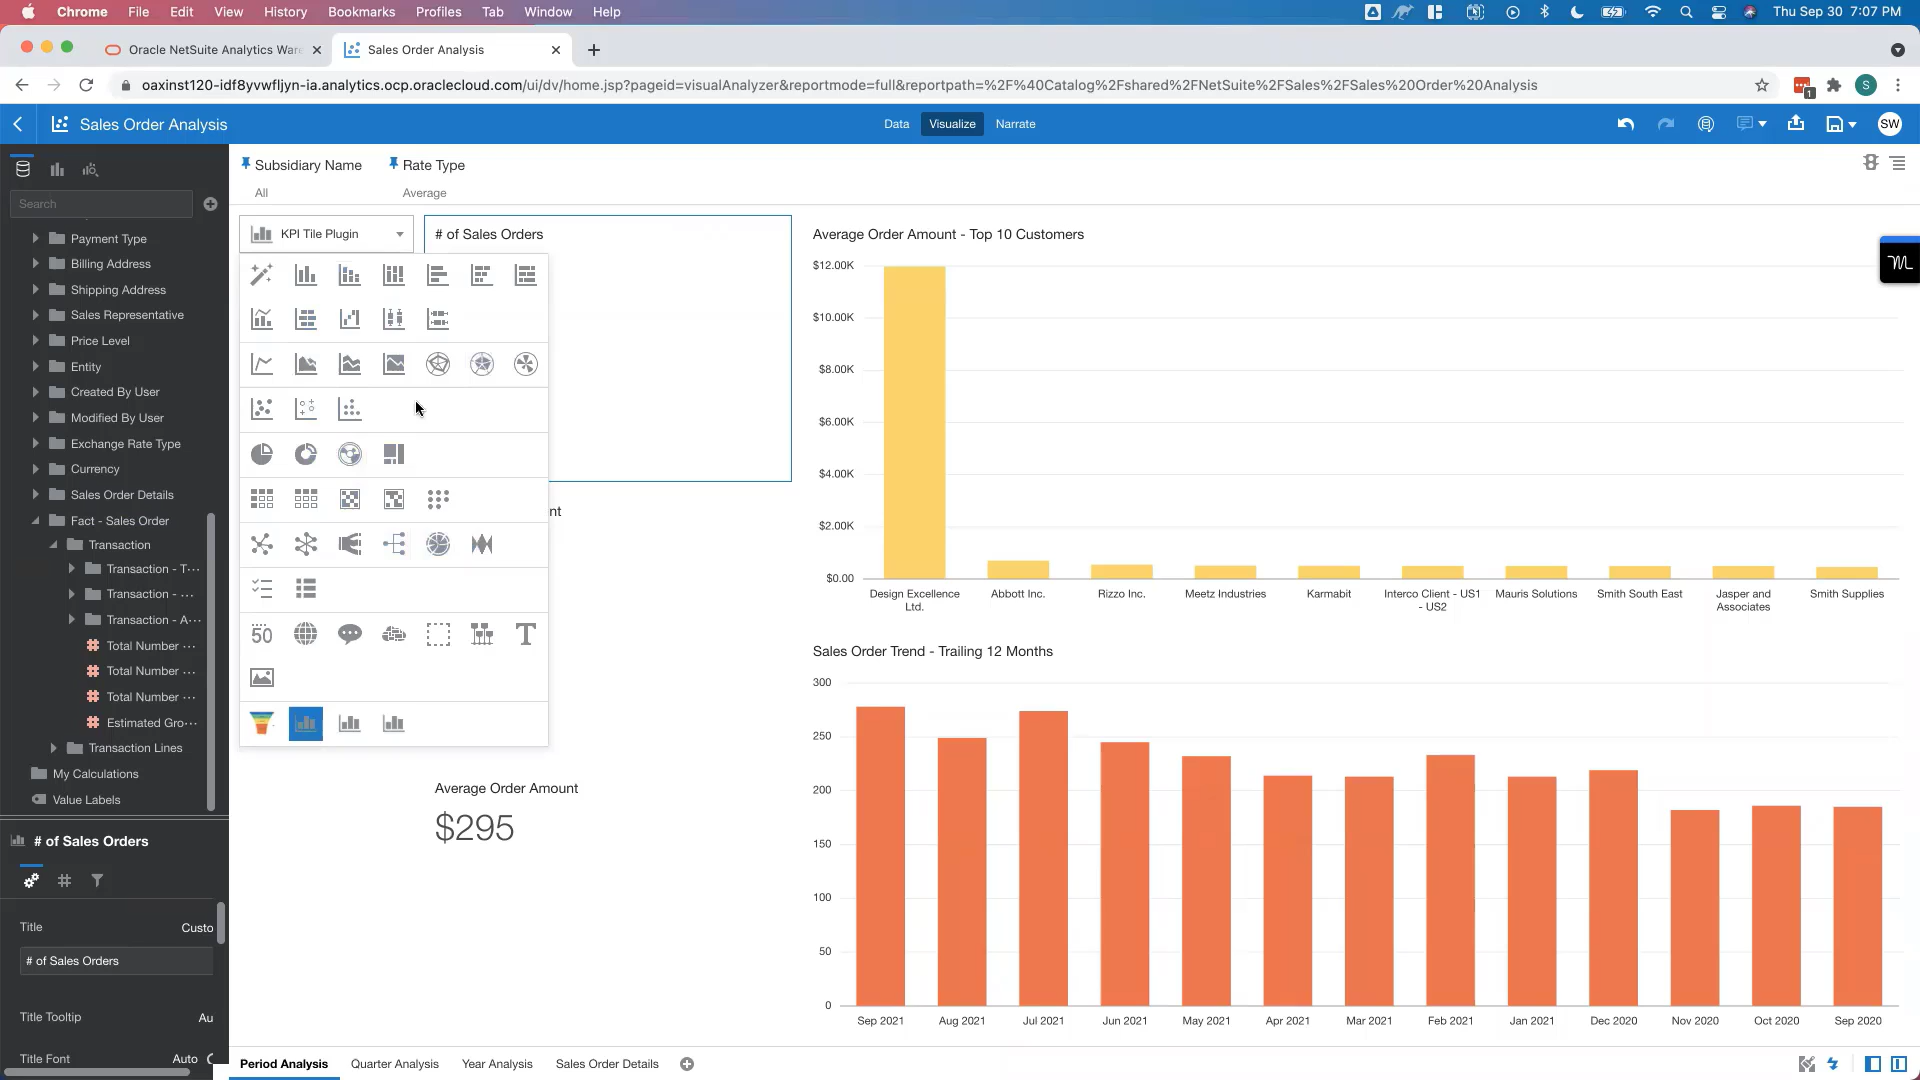 Chrome File Edit View History Bookmarks Profiles Tab Window Help Thu Sep 30 7:07 PM
Oracle NetSuite Analytics War
Sales Order Analysis
oaxinst120-idf8yvwfljyn-ia.analytics.ocp.oraclecloud.com/ui/dv/home.jsp?pageid=visualAnalyzer&reportmode=full&reportpath=%2F%40Catalog%2Fshared%2FNetSuite%2FSales%2FSales%20Order%20Analysis
1
S
Sales Order Analysis
Data Visualize Narrate
SW
Search
Payment Type
Billing Address
Shipping Address
Sales Representative
Price Level
Entity
Created By User
Modified By User
Exchange Rate Type
Currency
Sales Order Details
Fact - Sales Order
Transaction
Transaction - T···
Transaction - ···
Transaction - A···
Total Number ···
Total Number ···
Total Number ···
Estimated Gro···
Transaction Lines
My Calculations
Value Labels
# of Sales Orders
Title Custo
# of Sales Orders
Title Tooltip Au
Title Font Auto
Subsidiary Name Rate Type
All Average
KPI Tile Plugin
# of Sales Orders
50
T
nt
Average Order Amount
$295
Average Order Amount - Top 10 Customers
$12.00K
$10.00K
$8.00K
$6.00K
$4.00K
$2.00K
$0.00
Design Excellence Ltd.
Abbott Inc.
Rizzo Inc.
Meetz Industries
Karmabit
Interco Client - US1 - US2
Mauris Solutions
Smith South East
Jasper and Associates
Smith Supplies
Sales Order Trend - Trailing 12 Months
300
250
200
150
100
50
0
Sep 2021 Aug 2021 Jul 2021 Jun 2021 May 2021 Apr 2021 Mar 2021 Feb 2021 Jan 2021 Dec 2020 Nov 2020 Oct 2020 Sep 2020
Period Analysis Quarter Analysis Year Analysis Sales Order Details